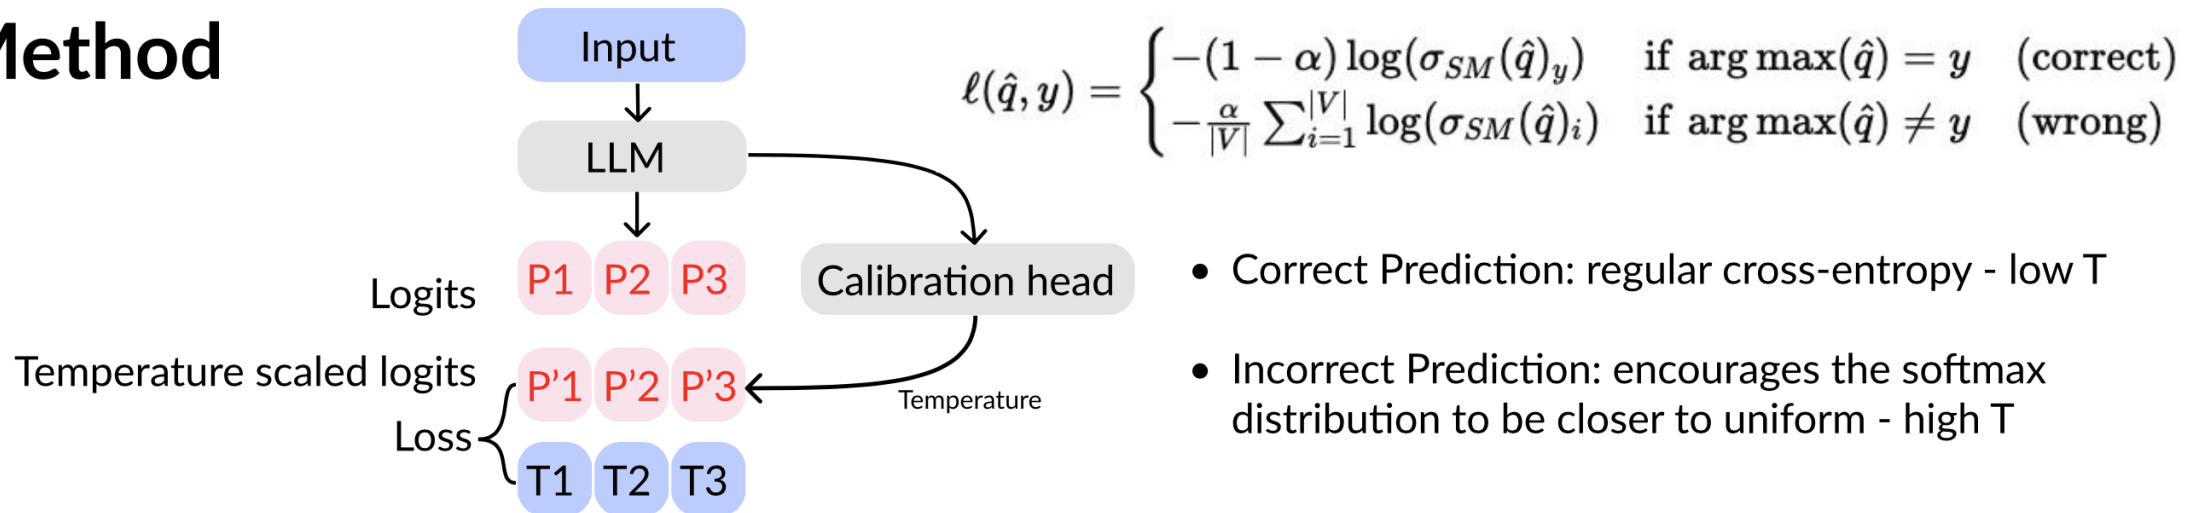 Method
Input
LLM
Logits
P1 P2 P3
Calibration head
Temperature scaled logits
P'1 P'2 P'3
Temperature
Loss
T1 T2 T3
ℓ(q̂, y) = { −(1 − α) log(σ_SM(q̂)_y) if arg max(q̂) = y (correct)
−α/|V| ∑_{i=1}^{|V|} log(σ_SM(q̂)_i) if arg max(q̂) ≠ y (wrong)
• Correct Prediction: regular cross-entropy - low T
• Incorrect Prediction: encourages the softmax
distribution to be closer to uniform - high T